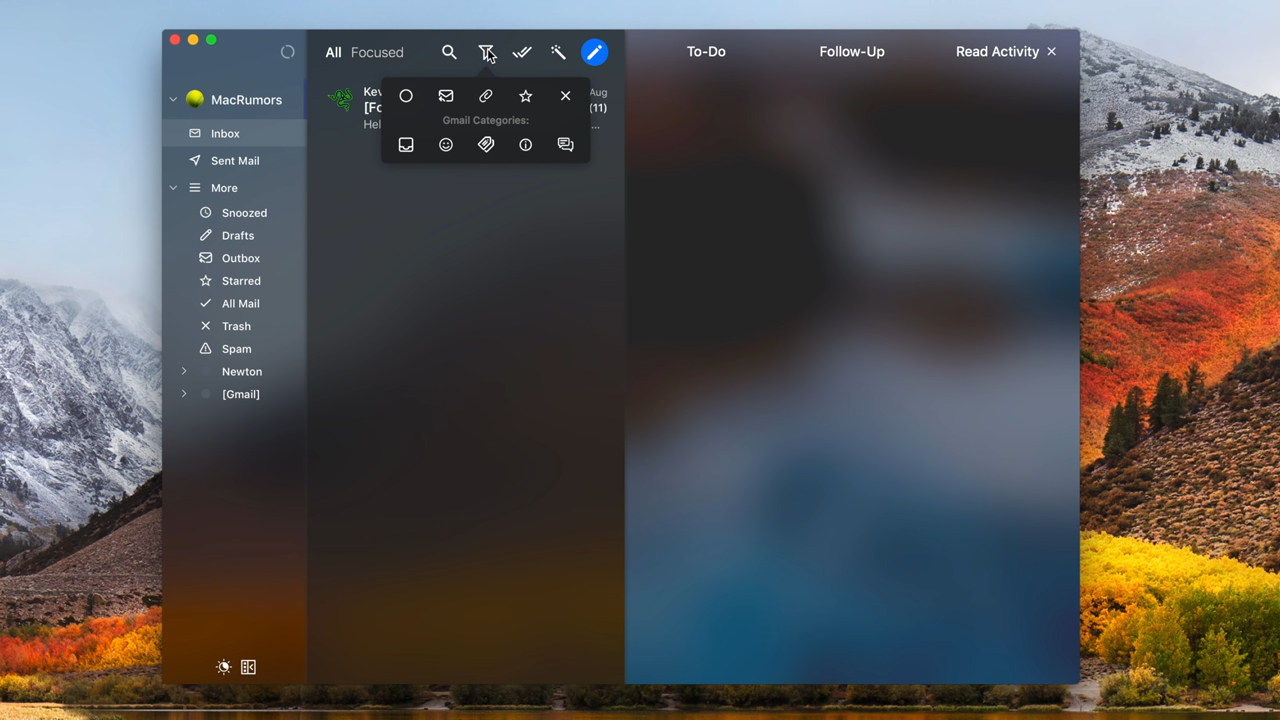 All Focused
To-Do Follow-Up Read Activity
MacRumors
Inbox
Sent Mail
More
Snoozed
Drafts
Outbox
Starred
All Mail
Trash
Spam
Newton
[Gmail]
Aug
(11)
...
Gmail Categories: